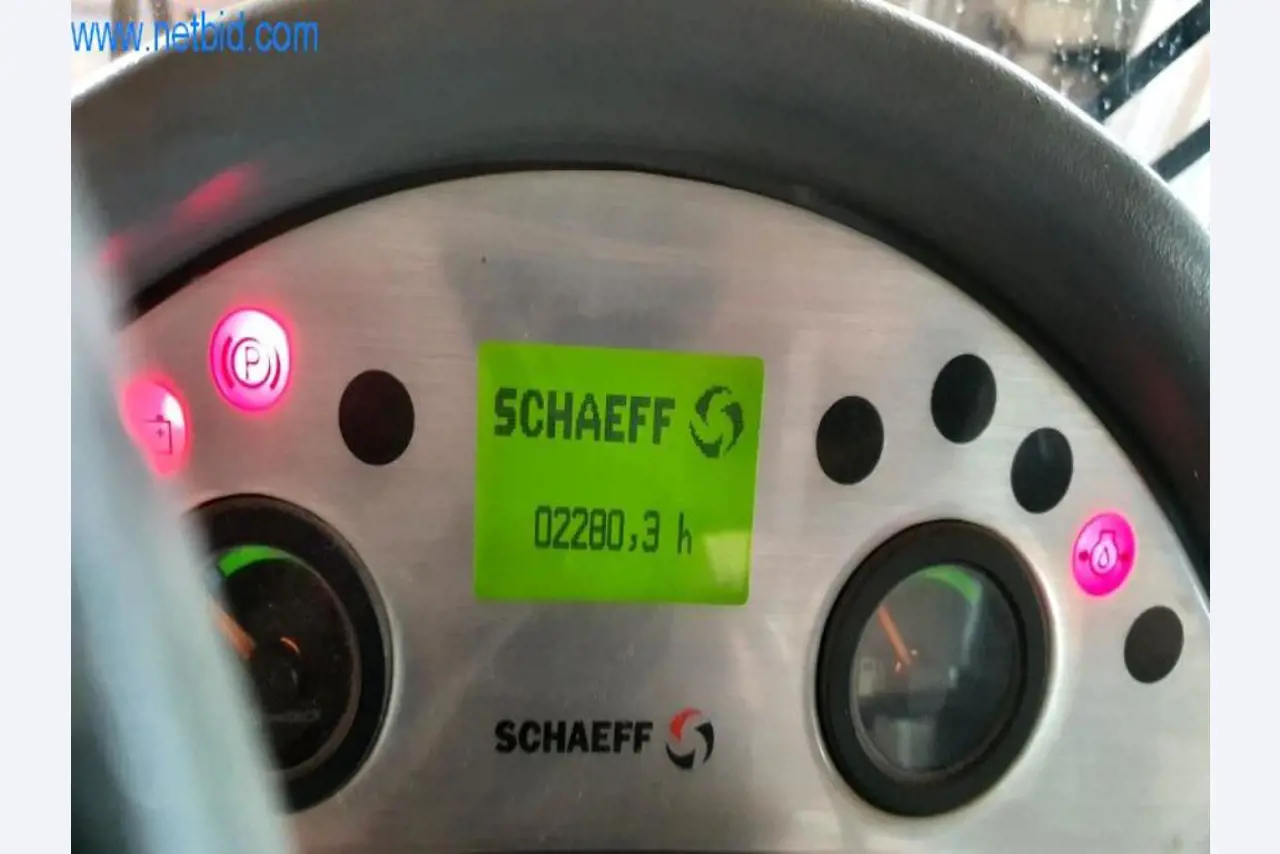 www.netbid.com
P
SCHAEFF
02280,3 h
SCHAEFF